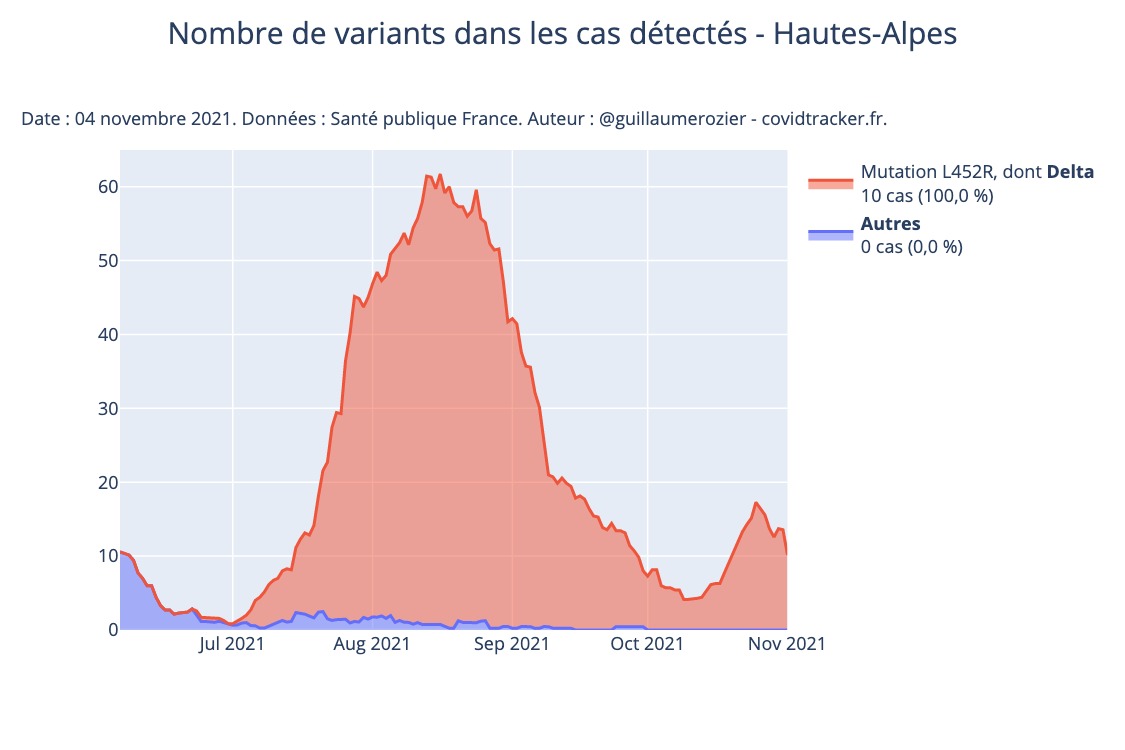 Nombre de variants dans les cas détectés - Hautes-Alpes
Date : 04 novembre 2021. Données : Santé publique France. Auteur : @guillaumerozier - covidtracker.fr.
Mutation L452R, dont Delta
10 cas (100,0 %)
Autres
0 cas (0,0 %)
60
50
40
30
20
10
0
Jul 2021
Aug 2021
Sep 2021
Oct 2021
Nov 2021